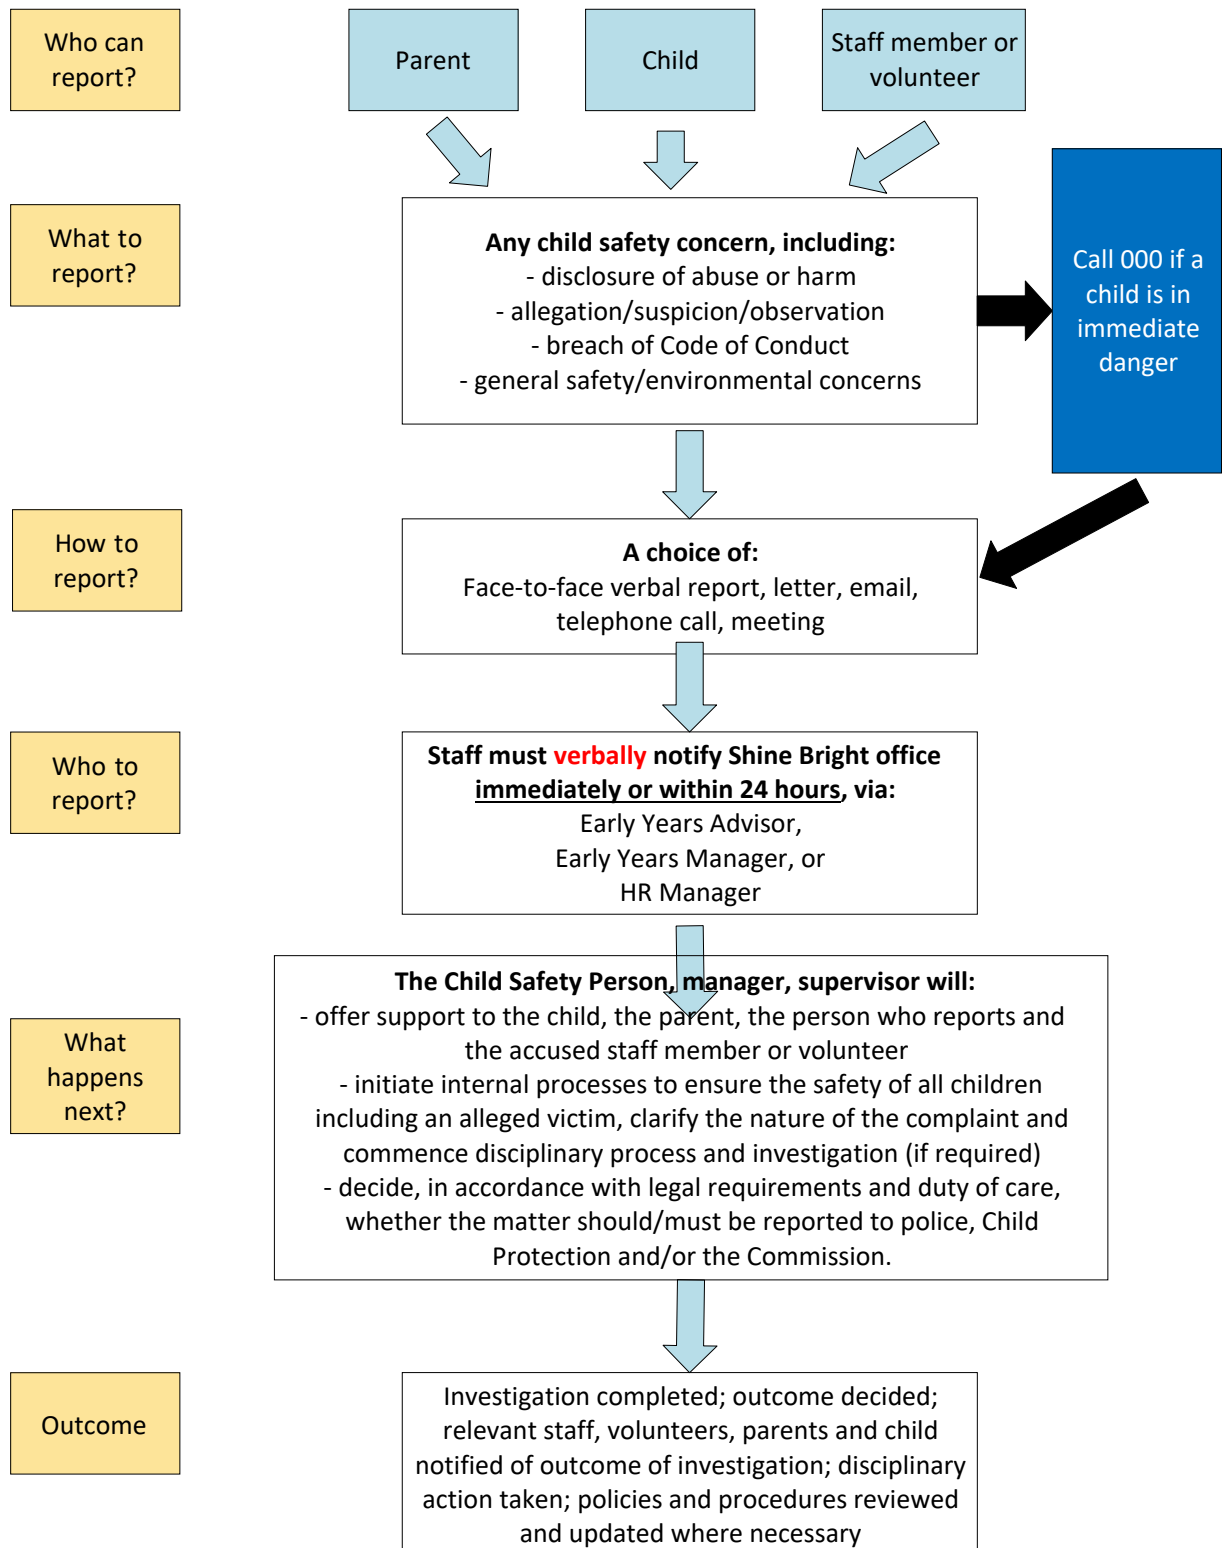 Who can
report?
Parent
Child
Staff member or
volunteer
What to
report?
Any child safety concern, including:
- disclosure of abuse or harm
- allegation/suspicion/observation
- breach of Code of Conduct
- general safety/environmental concerns
Call 000 if a
child is in
immediate
danger
How to
report?
A choice of:
Face-to-face verbal report, letter, email,
telephone call, meeting
Who to
report?
Staff must verbally notify Shine Bright office
immediately or within 24 hours, via:
Early Years Advisor,
Early Years Manager, or
HR Manager
What
happens
next?
The Child Safety Person, manager, supervisor will:
- offer support to the child, the parent, the person who reports and
the accused staff member or volunteer
- initiate internal processes to ensure the safety of all children
including an alleged victim, clarify the nature of the complaint and
commence disciplinary process and investigation (if required)
- decide, in accordance with legal requirements and duty of care,
whether the matter should/must be reported to police, Child
Protection and/or the Commission.
Outcome
Investigation completed; outcome decided;
relevant staff, volunteers, parents and child
notified of outcome of investigation; disciplinary
action taken; policies and procedures reviewed
and updated where necessary